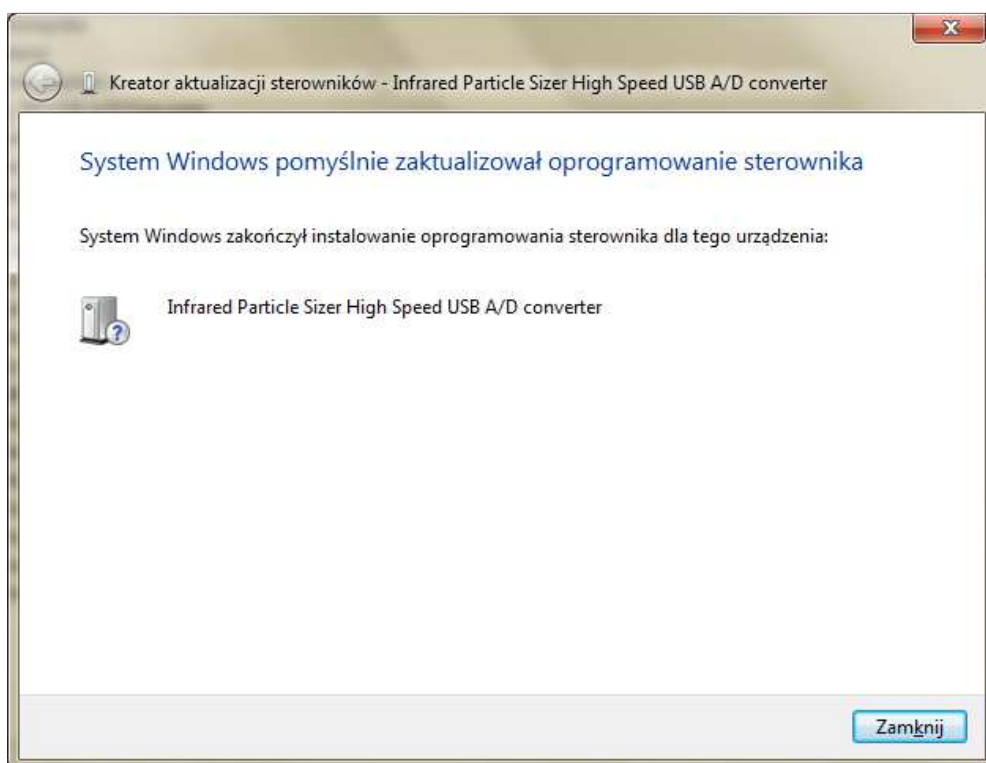 Kreator aktualizacji sterowników - Infrared Particle Sizer High Speed USB A/D converter
System Windows pomyślnie zaktualizował oprogramowanie sterownika
System Windows zakończył instalowanie oprogramowania sterownika dla tego urządzenia:
Infrared Particle Sizer High Speed USB A/D converter
Zamknij